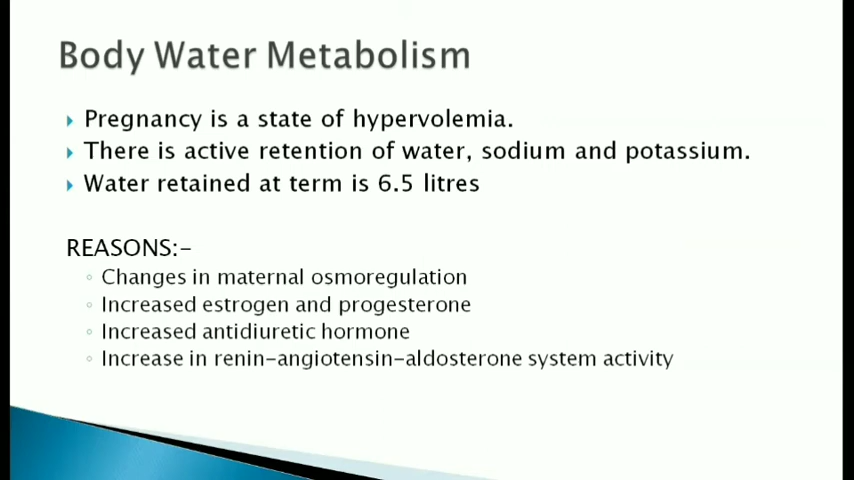 Body Water Metabolism
Pregnancy is a state of hypervolemia.
There is active retention of water, sodium and potassium.
Water retained at term is 6.5 litres
REASONS:-
Changes in maternal osmoregulation
Increased estrogen and progesterone
Increased antidiuretic hormone
Increase in renin-angiotensin-aldosterone system activity